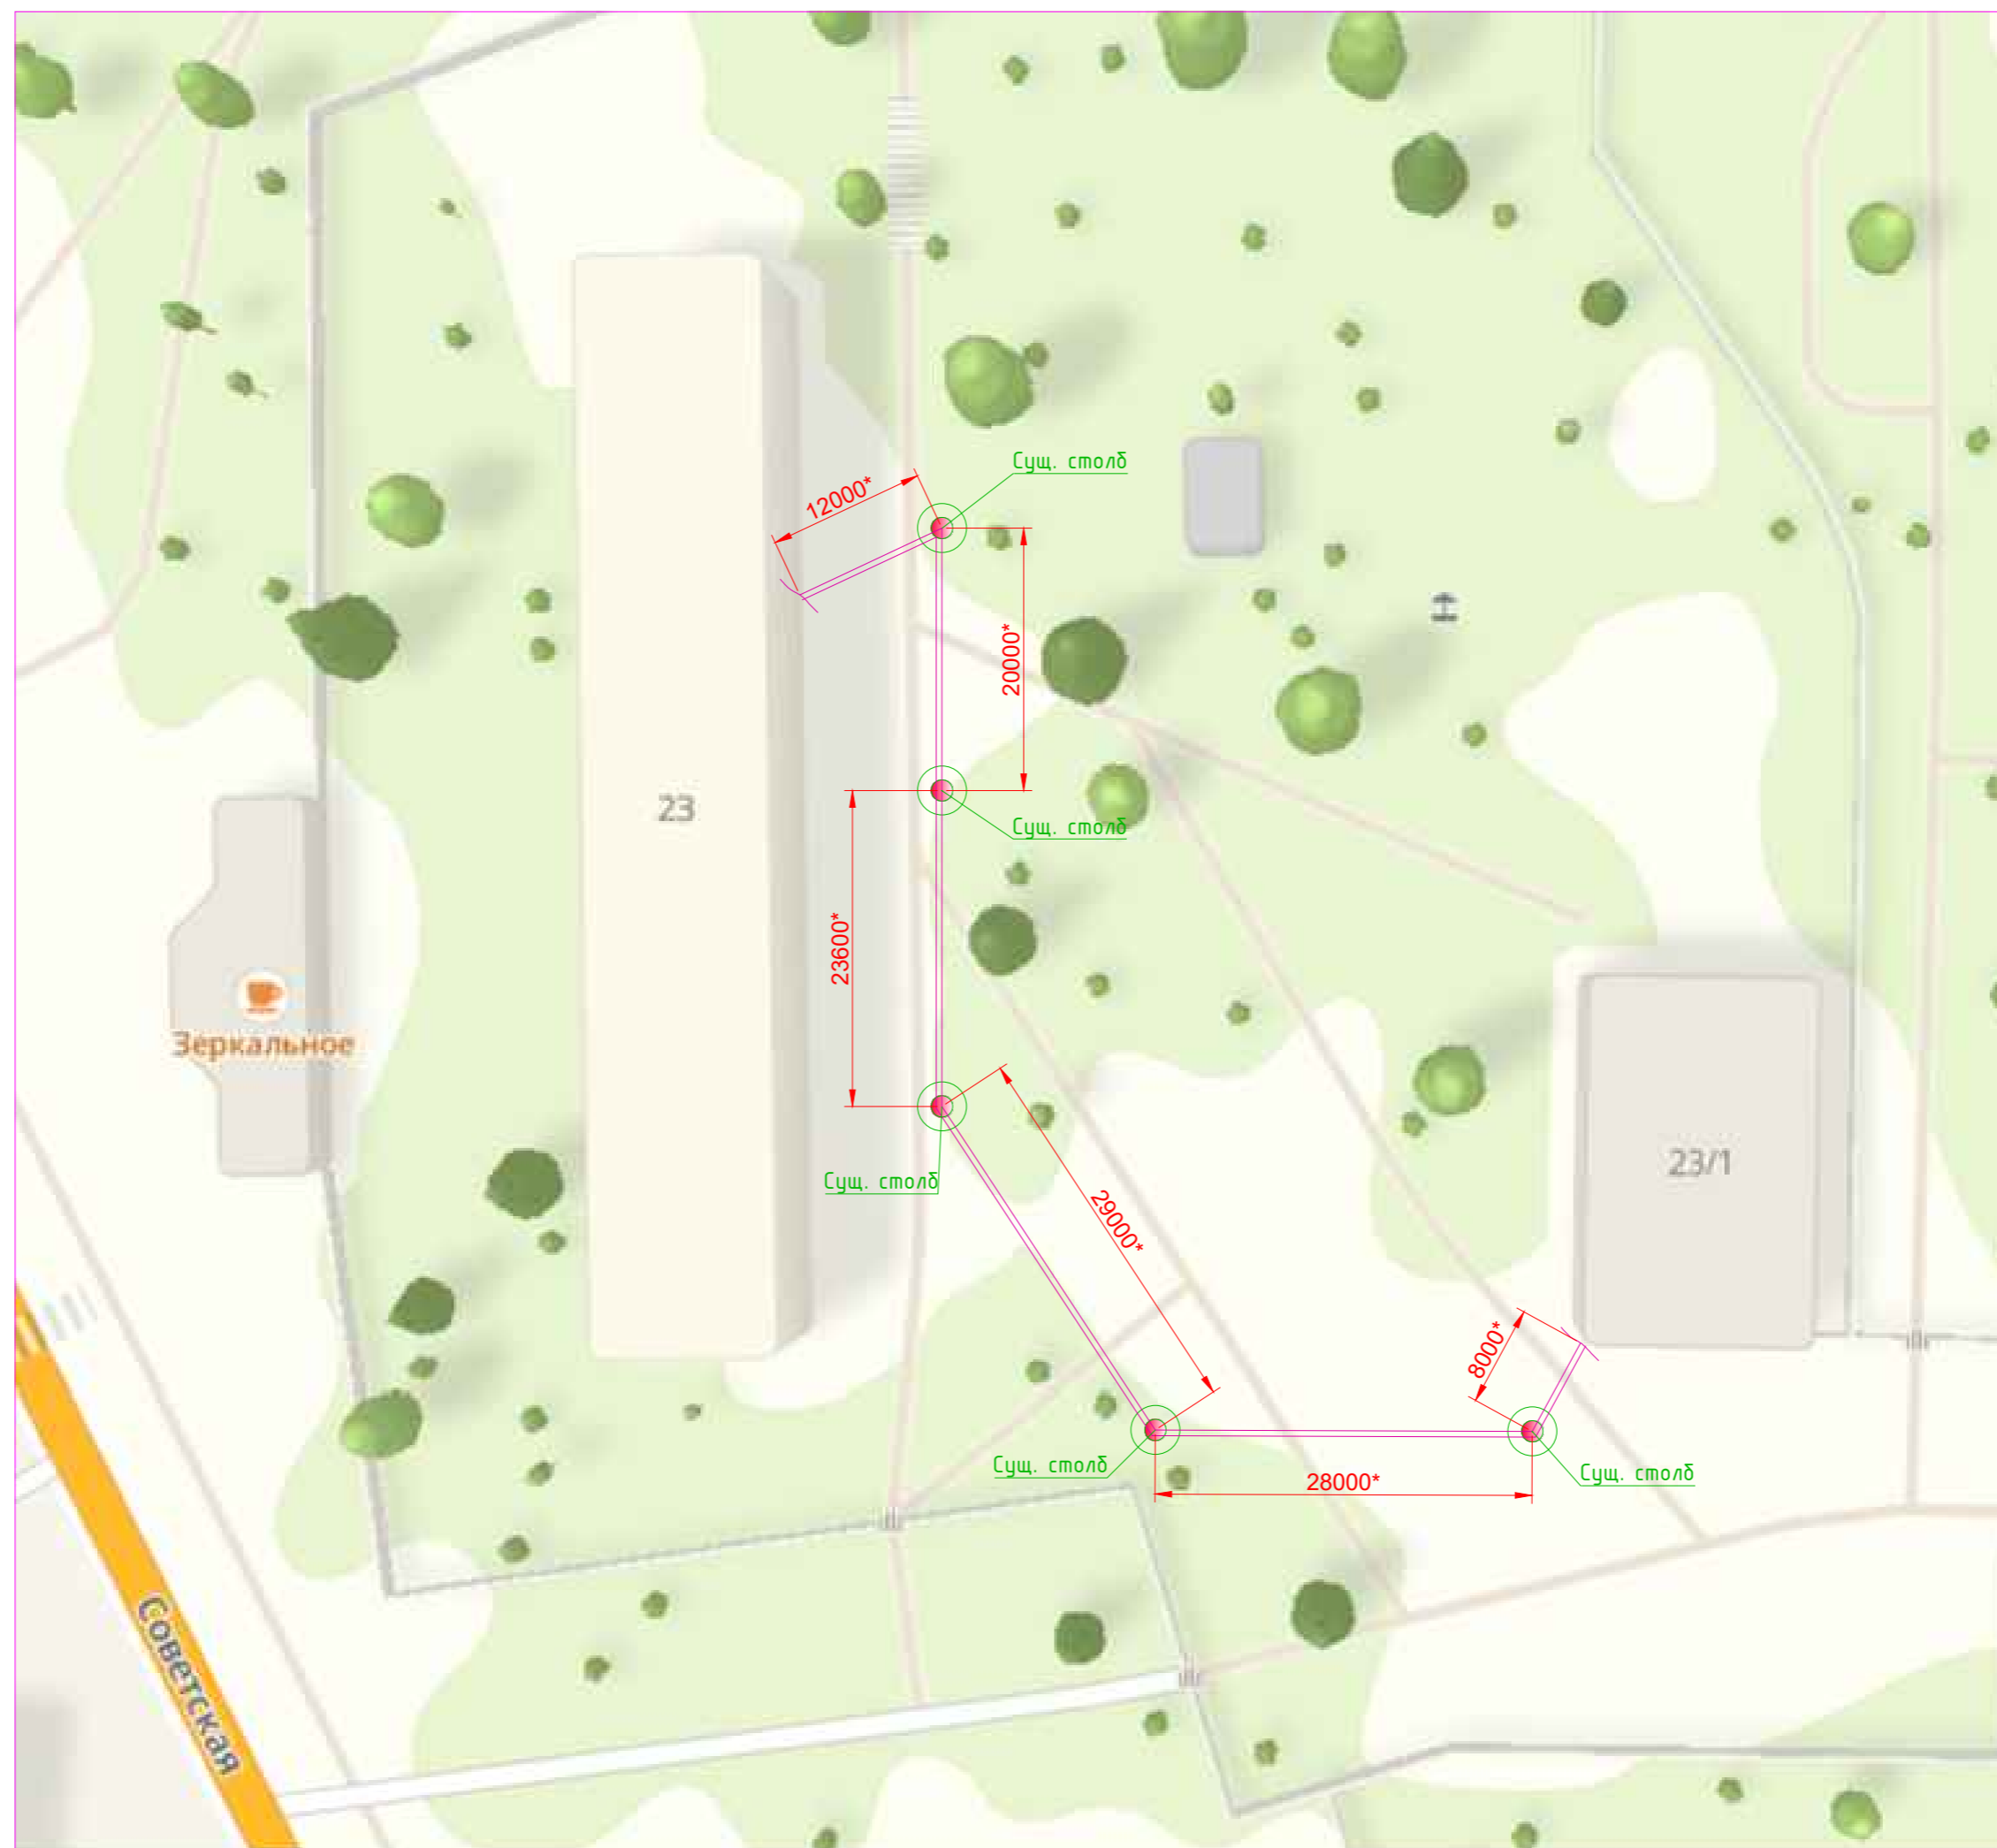 Сущ. столб
12000*
20000*
23
Сущ. столб
23600*
Зеркальное
29000*
23/1
Сущ. столб
8000*
Сущ. столб
Сущ. столб
28000*
Советская